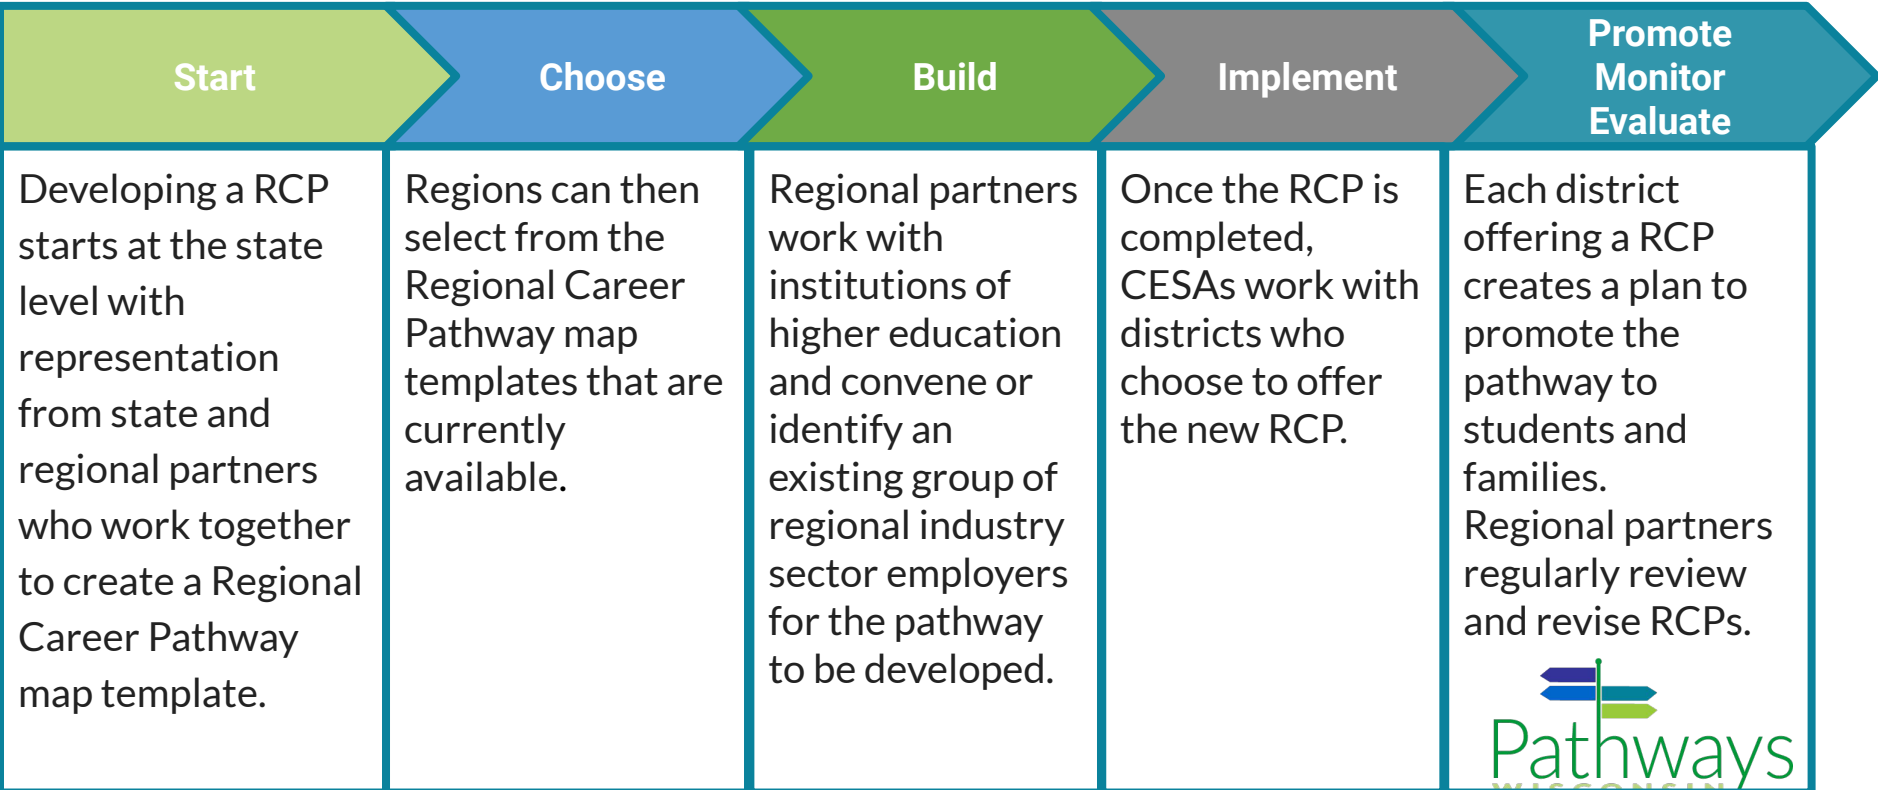 Start
Choose
Build
Implement
Promote
Monitor
Evaluate
Developing a RCP
starts at the state
level with
representation
from state and
regional partners
who work together
to create a Regional
Career Pathway
map template.
Regions can then
select from the
Regional Career
Pathway map
templates that are
currently
available.
Regional partners
work with
institutions of
higher education
and convene or
identify an
existing group of
regional industry
sector employers
for the pathway
to be developed.
Once the RCP is
completed,
CESAs work with
districts who
choose to offer
the new RCP.
Each district
offering a RCP
creates a plan to
promote the
pathway to
students and
families.
Regional partners
regularly review
and revise RCPs.
Pathways
WISCONSIN